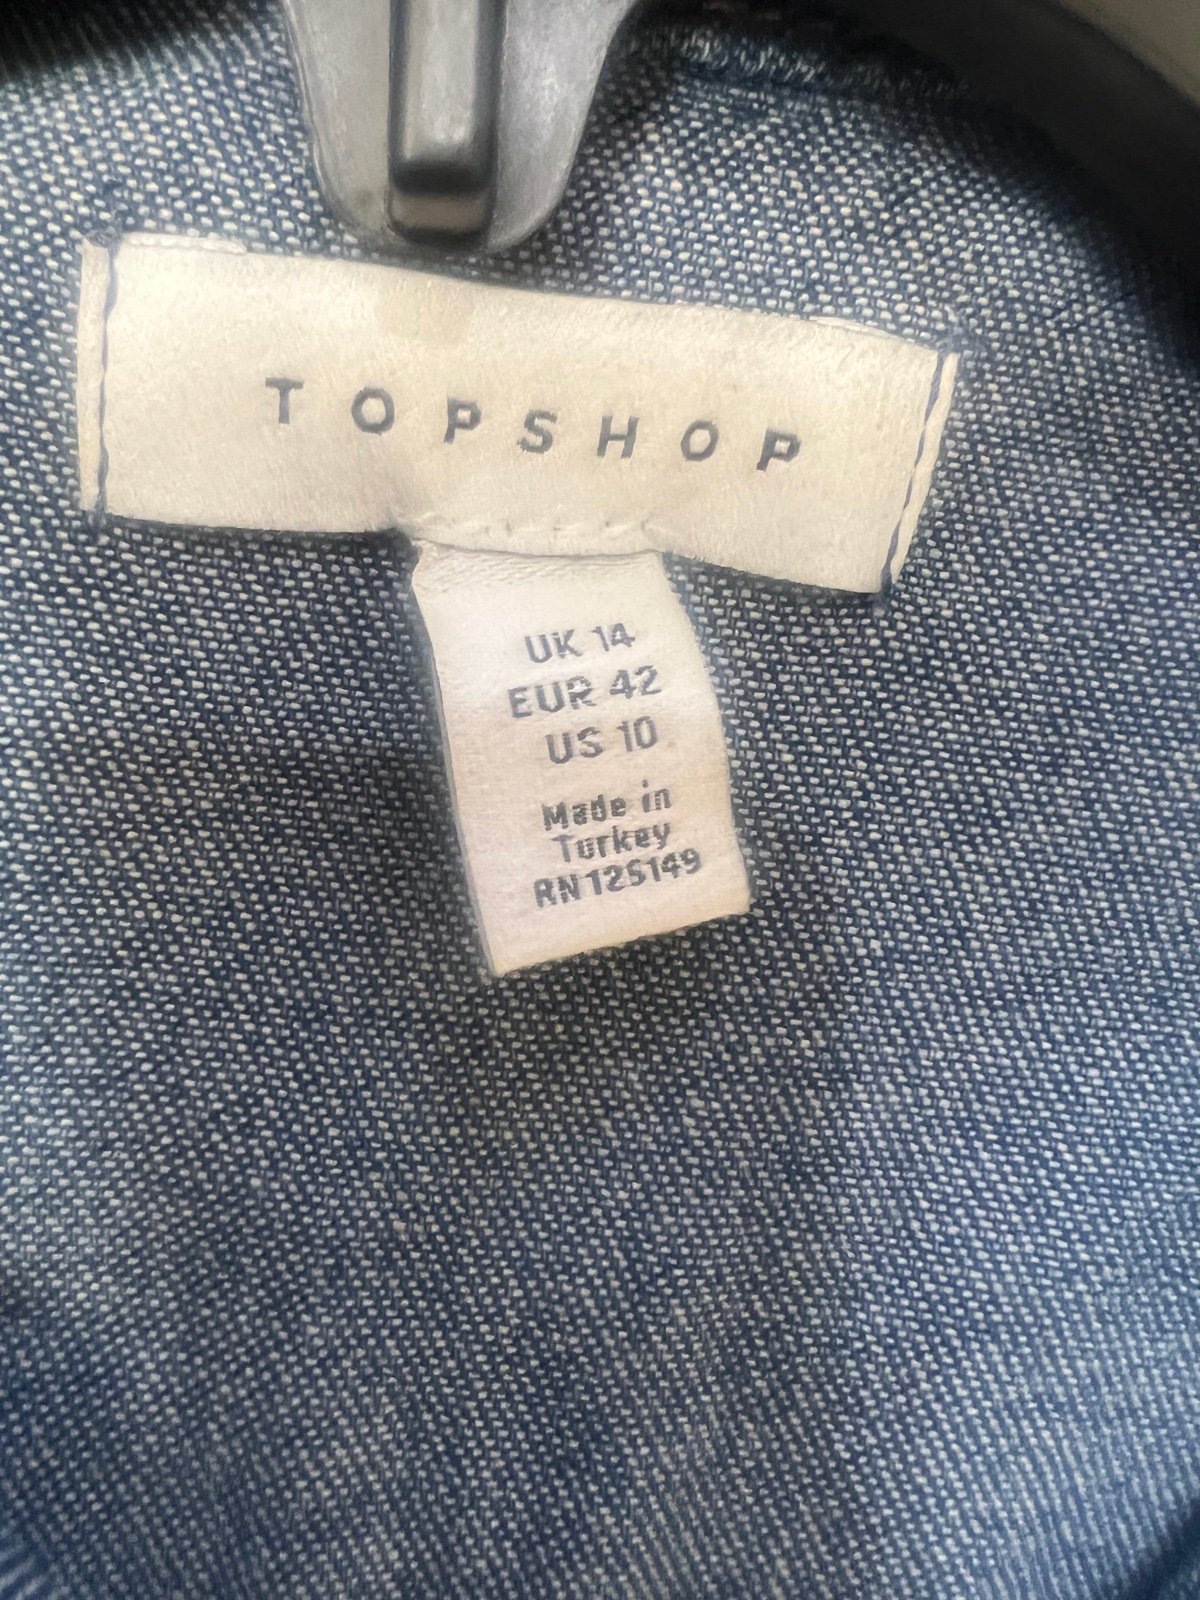 TOPSHOP
UK 14
EUR 42
US 10
Made in
Turkey
RN 125149